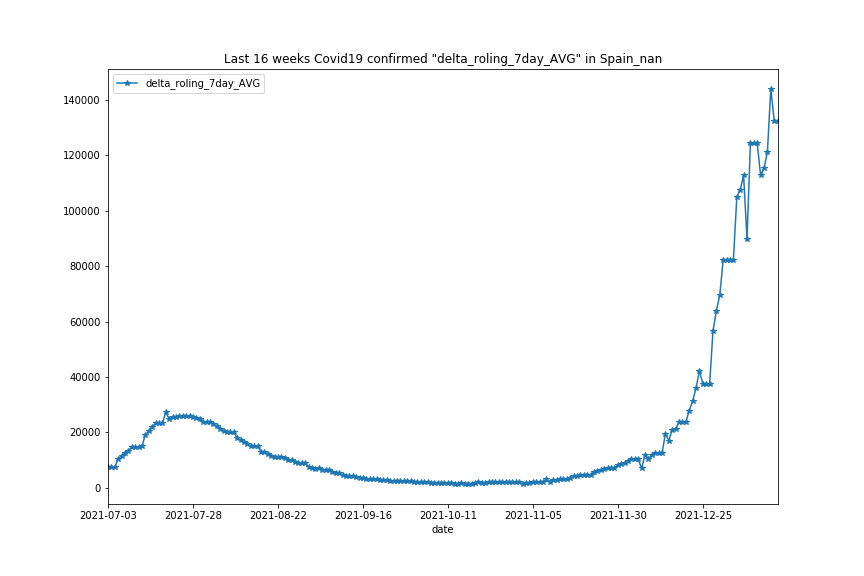 Last 16 weeks Covid19 confirmed "delta_roling_7day_AVG" in Spain_nan
delta_roling_7day_AVG
140000
120000
100000
80000
60000
40000
20000
0
2021-07-03 2021-07-28 2021-08-22 2021-09-16 2021-10-11 2021-11-05 2021-11-30 2021-12-25
date